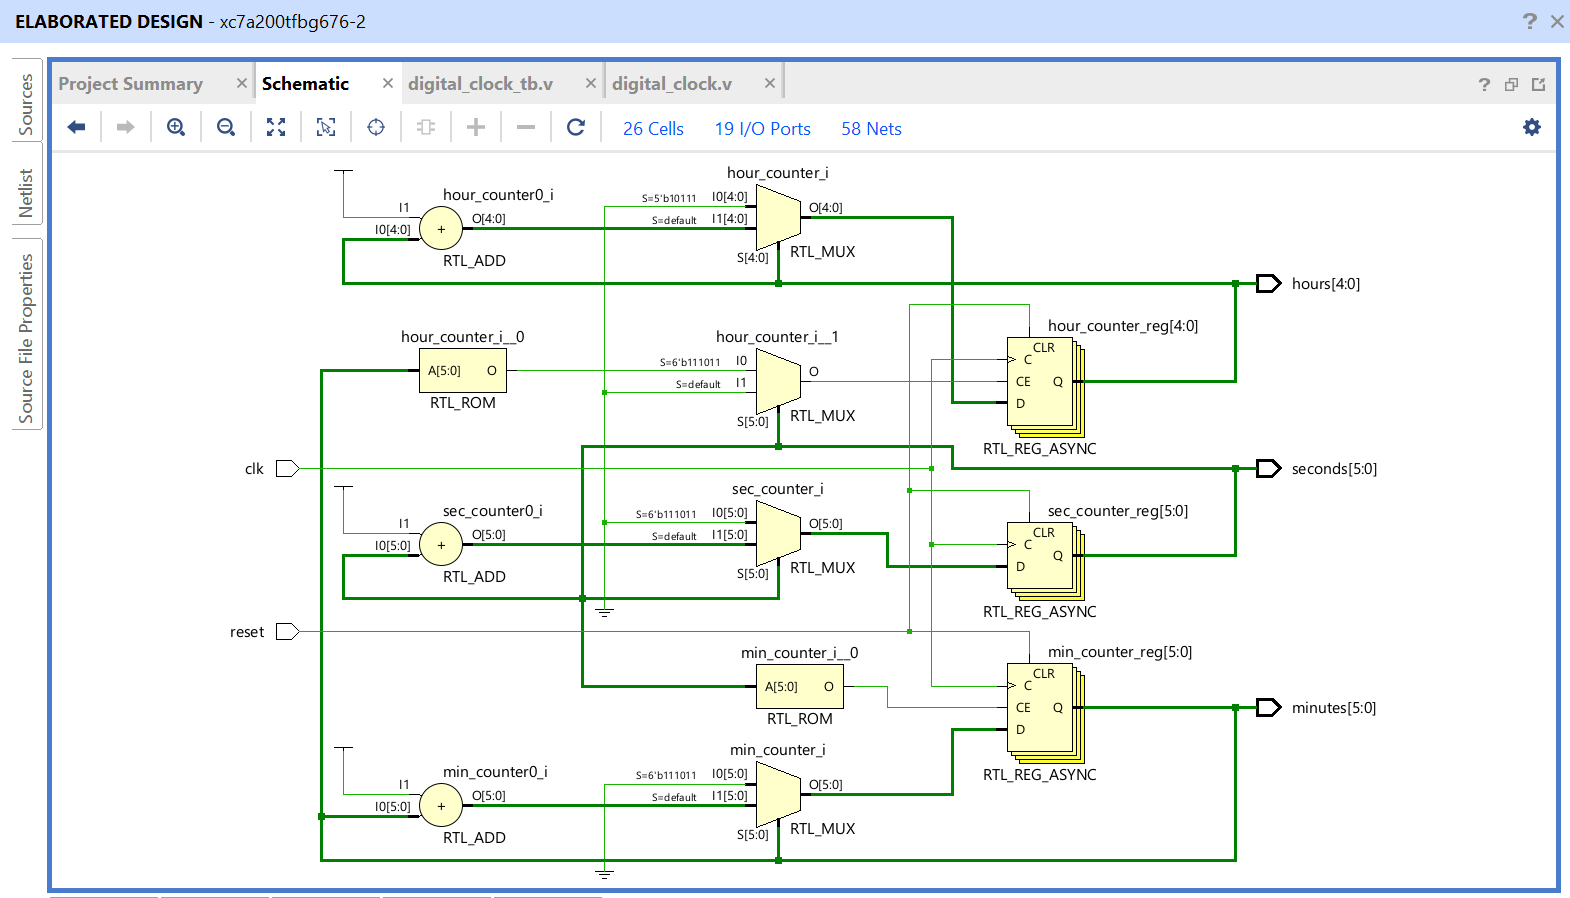 ELABORATED DESIGN - xc7a200tfbg676-2
? ×
Sources
Netlist
Source File Properties
Project Summary × Schematic × digital_clock_tb.v × digital_clock.v ×
?
26 Cells 19 I/O Ports 58 Nets
hour_counter0_i
I1
I0[4:0]
+
O[4:0]
RTL_ADD
hour_counter_i
S=5'b10111 I0[4:0]
S=default I1[4:0]
O[4:0]
S[4:0]
RTL_MUX
hours[4:0]
hour_counter_i__0
A[5:0] O
RTL_ROM
hour_counter_i__1
S=6'b111011 I0
S=default I1
O
S[5:0]
RTL_MUX
hour_counter_reg[4:0]
CLR
C
CE Q
D
RTL_REG_ASYNC
clk
seconds[5:0]
sec_counter0_i
I1
I0[5:0]
+
O[5:0]
RTL_ADD
sec_counter_i
S=6'b111011 I0[5:0]
S=default I1[5:0]
O[5:0]
S[5:0]
RTL_MUX
sec_counter_reg[5:0]
CLR
C
Q
D
RTL_REG_ASYNC
reset
min_counter_i__0
A[5:0] O
RTL_ROM
min_counter_reg[5:0]
CLR
C
CE Q
D
RTL_REG_ASYNC
minutes[5:0]
min_counter0_i
I1
I0[5:0]
+
O[5:0]
RTL_ADD
min_counter_i
S=6'b111011 I0[5:0]
S=default I1[5:0]
O[5:0]
S[5:0]
RTL_MUX